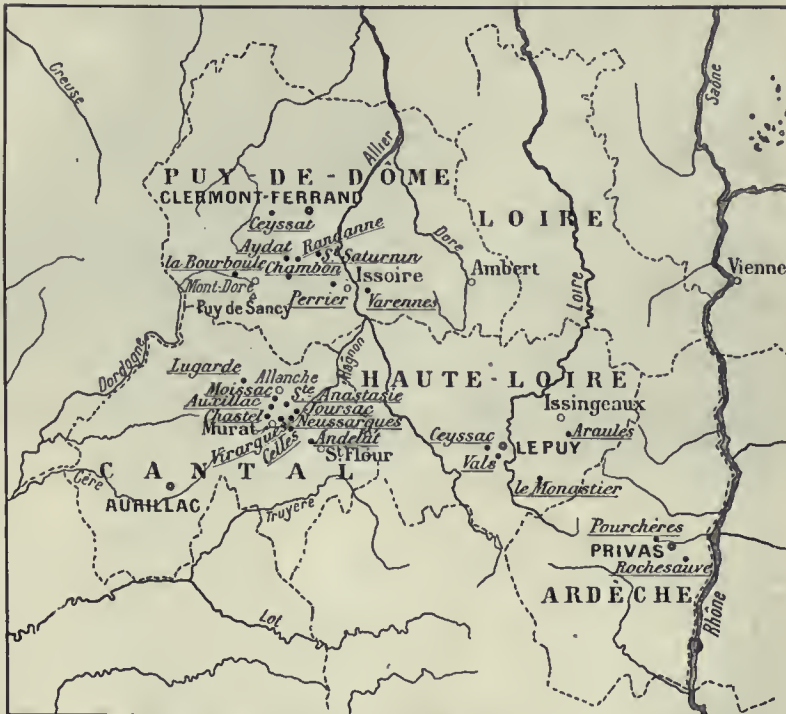 Creuse
Saône
Allier
PUY-DE-DÔME
CLERMONT-FERRAND
Ceyssat
LOIRE
Dore
Randanne
Aydat
St Saturnin
la Bourboule
Chambon
Issoire
Ambert
Loire
Vienne
Mont-Dore
Perrier
Varennes
Puy de Sancy
Dordogne
Alagnon
Lugarde
Allanche
HAUTE-LOIRE
Moissac
Ste Anastasie
Auxillac
Joursac
Issingeaux
Chastel
Neussargues
Murat
Araules
Virargues
Andelat
Ceyssac
LE PUY
Celles
St Flour
Vals
CANTAL
Cère
le Monastier
AURILLAC
Truyère
Pourchères
PRIVAS
Rochesauve
ARDÈCHE
Lot
Rhône